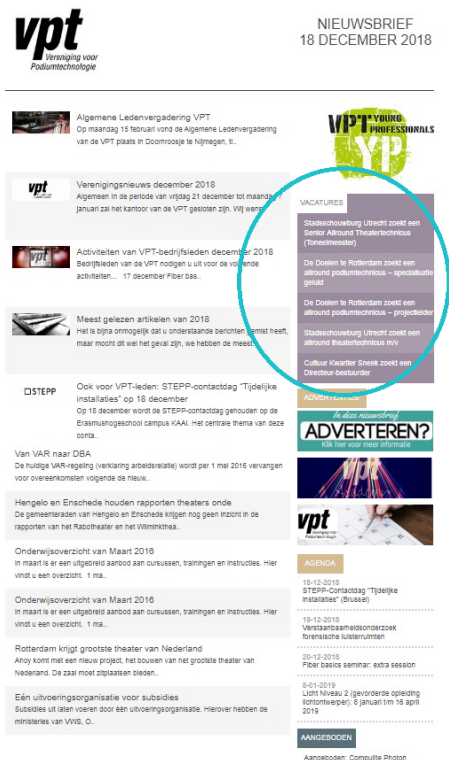 vpt
Vereniging voor
Podiumtechnologie
NIEUWSBRIEF
18 DECEMBER 2018
Algemene Ledenvergadering VPT
Op maandag 15 februari vond de Algemene Ledenvergadering
van de VPT plaats in Doornroosje te Nijmegen, ti..
vpt
Verenigingsnieuws december 2018
Algemeen In de periode van vrijdag 21 december tot maandag 7
januari zal het kantoor van de VPT gesloten zijn. Wij wens
vpt
Activiteiten van VPT-bedrijfsleden december 2018
Bedrijfsleden van de VPT nodigen u uit voor de volgende
activiteiten... 17 december Fiber bas..
Meest gelezen artikelen van 2018
Het is bijna onmogelijk dat u onderstaande berichten gemist heeft,
maar mocht dit wel het geval zijn, we hebben de meest..
STEPP
Ook voor VPT-leden: STEPP-contactdag "Tijdelijke
installaties" op 18 december
Op 18 december wordt de STEPP-contactdag gehouden op de
Erasmushogeschool campus KAAI. Het centrale thema van deze
conta..
Van VAR naar DBA
De huidige VAR-regeling (verklaring arbeidsrelatie) wordt per 1 mei 2016 vervangen
voor overeenkomsten volgende de nieuw..
Hengelo en Enschede houden rapporten theaters onde
De gemeenteraden van Hengelo en Enschede krijgen nog geen inzicht in de
rapporten van het Rabotheater en het Wilminktthea..
Onderwijsoverzicht van Maart 2016
In maart is er een uitgebreid aanbod aan cursussen, trainingen en instructies. Hier
vindt u een overzicht. 1 ma..
Onderwijsoverzicht van Maart 2016
In maart is er een uitgebreid aanbod aan cursussen, trainingen en instructies. Hier
vindt u een overzicht. 1 ma..
Rotterdam krijgt grootste theater van Nederland
Ahoy komt met een nieuw project, het bouwen van het grootste theater van
Nederland. De zaal moet zitplaatsen bieden..
Eén uitvoeringsorganisatie voor subsidies
Subsidies uit laten voeren door één uitvoeringsorganisatie. Hierover hebben de
ministeries van VWS, O..
VPT YOUNG
PROFESSIONALS
YP
VACATURES
Stadsschouwburg Utrecht zoekt een
Senior Allround Theatertechnicus
(Toneelmeester)
De Doelen te Rotterdam zoekt een
allround podiumtechnicus – specialisatie
geluid
De Doelen te Rotterdam zoekt een
allround podiumtechnicus – projectleider
Stadsschouwburg Utrecht zoekt een
allround theatertechnicus m/v
Cultuur Kwartier Sneek zoekt een
Directeur-bestuurder
ADVERTENTIES
In deze nieuwsbrief
ADVERTEREN?
Klik hier voor meer informatie
vpt
vpt
Vereniging voor
Podiumtechnologie
AGENDA
18-12-2018
STEPP-Contactdag "Tijdelijke
installaties" (Brussel)
19-12-2018
Verstaanbaarheidsonderzoek
forensische luisterruimten
20-12-2018
Fiber basics seminar: extra session
8-01-2019
Licht Niveau 2 (gevorderde opleiding
lichtontwerper): 8 januari t/m 16 april
2019
AANGEBODEN
Aangeboden: Compulite Photon